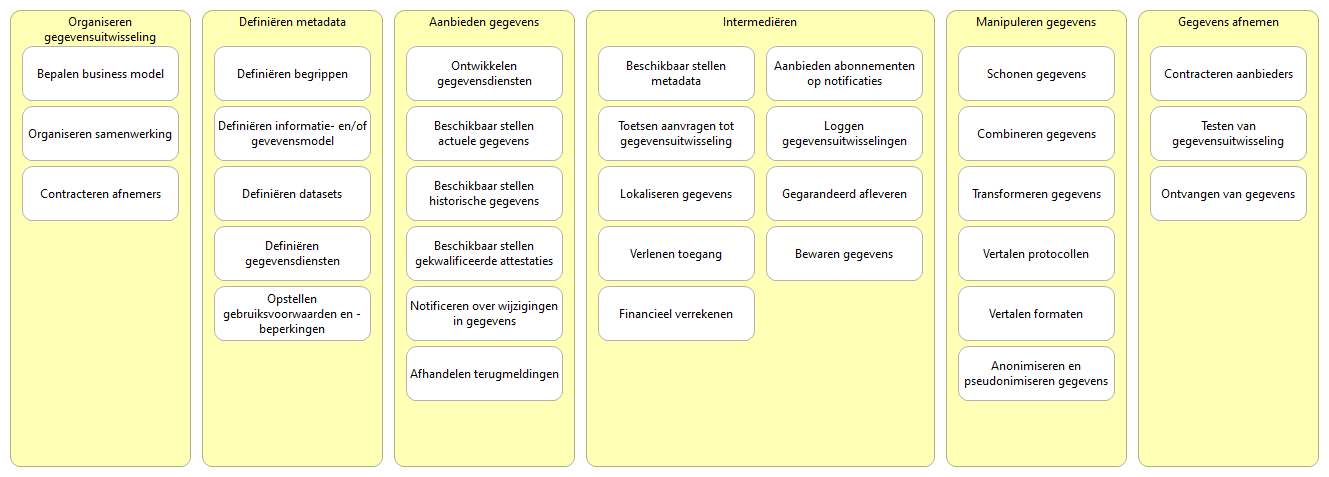 Organiseren
gegevensuitwisseling
Bepalen business model
Organiseren samenwerking
Contracteren afnemers
Definiëren metadata
Definiëren begrippen
Definiëren informatie- en/of
gevevensmodel
Definiëren datasets
Definiëren
gegevensdiensten
Opstellen
gebruiksvoorwaarden en -
beperkingen
Aanbieden gegevens
Ontwikkelen
gegevensdiensten
Beschikbaar stellen
actuele gegevens
Beschikbaar stellen
historische gegevens
Beschikbaar stellen
gekwalificeerde attestaties
Notificeren over wijzigingen
in gegevens
Afhandelen terugmeldingen
Intermediëren
Beschikbaar stellen
metadata
Toetsen aanvragen tot
gegevensuitwisseling
Lokaliseren gegevens
Verlenen toegang
Financieel verrekenen
Aanbieden abonnementen
op notificaties
Loggen
gegevensuitwisselingen
Gegarandeerd afleveren
Bewaren gegevens
Manipuleren gegevens
Schonen gegevens
Combineren gegevens
Transformeren gegevens
Vertalen protocollen
Vertalen formaten
Anonimiseren en
pseudonimiseren gegevens
Gegevens afnemen
Contracteren aanbieders
Testen van
gegevensuitwisseling
Ontvangen van gegevens